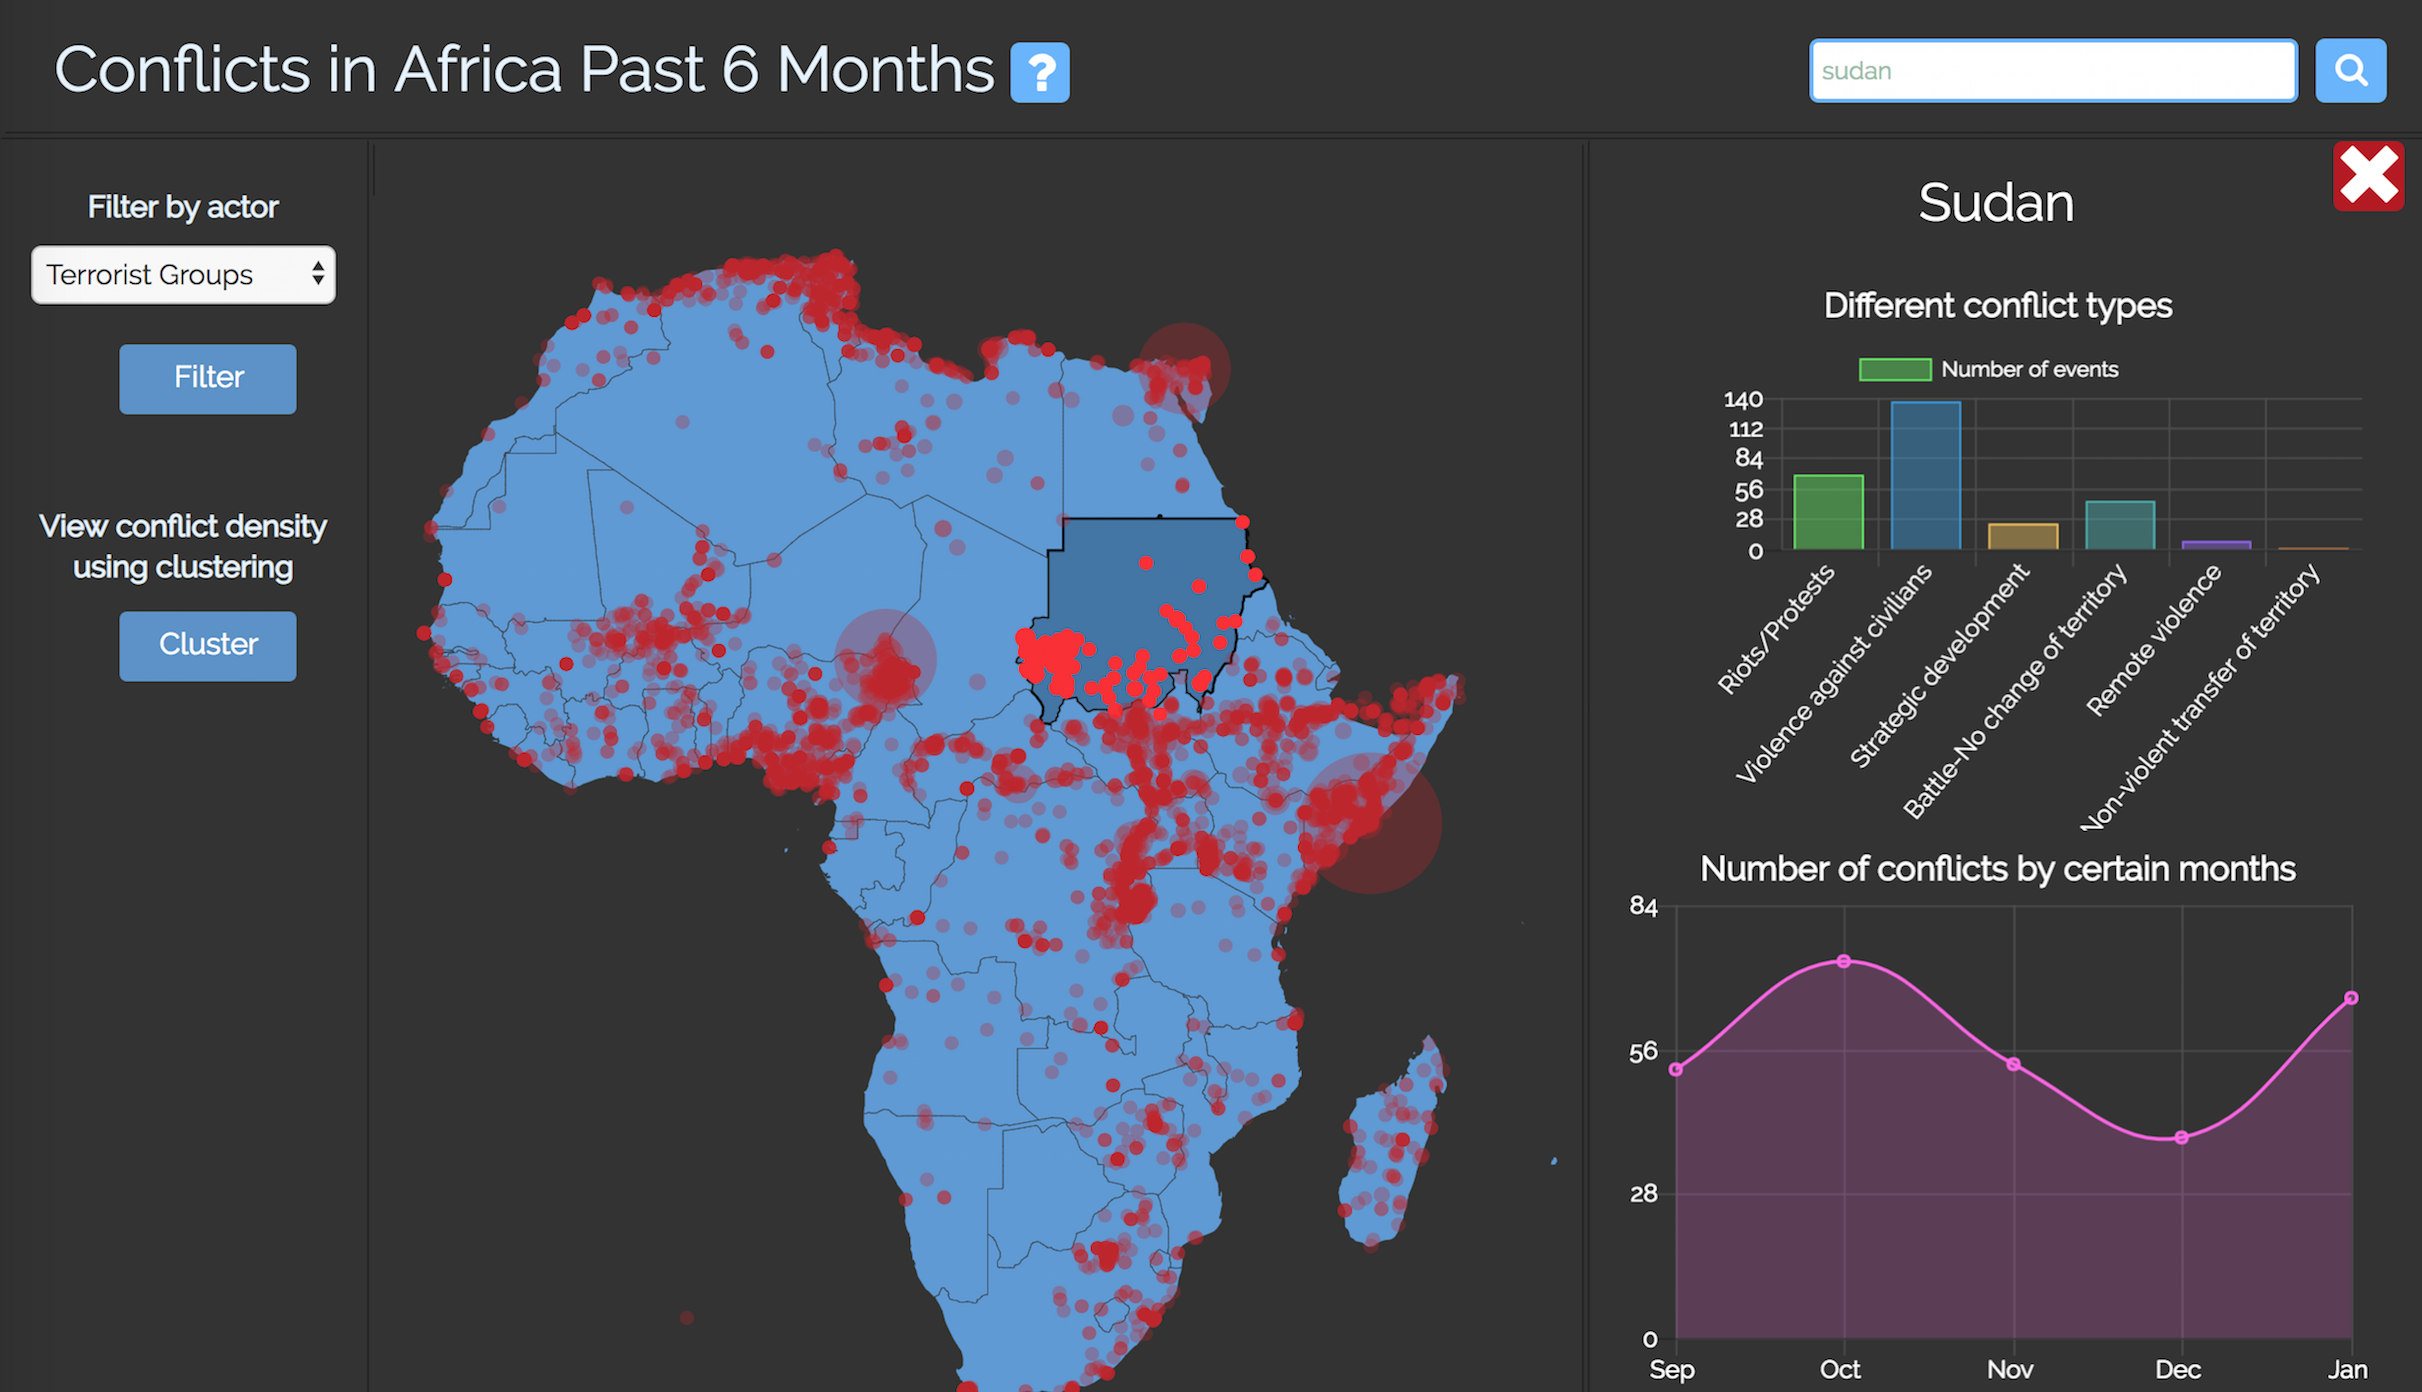 Conflicts in Africa Past 6 Months ?
sudan
Filter by actor
Terrorist Groups
Filter
View conflict density
using clustering
Cluster
Sudan
Different conflict types
Number of events
140
112
84
56
28
0
Riots/Protests
Violence against civilians
Strategic development
Battle-No change of territory
Remote violence
Non-violent transfer of territory
Number of conflicts by certain months
84
56
28
0
Sep Oct Nov Dec Jan